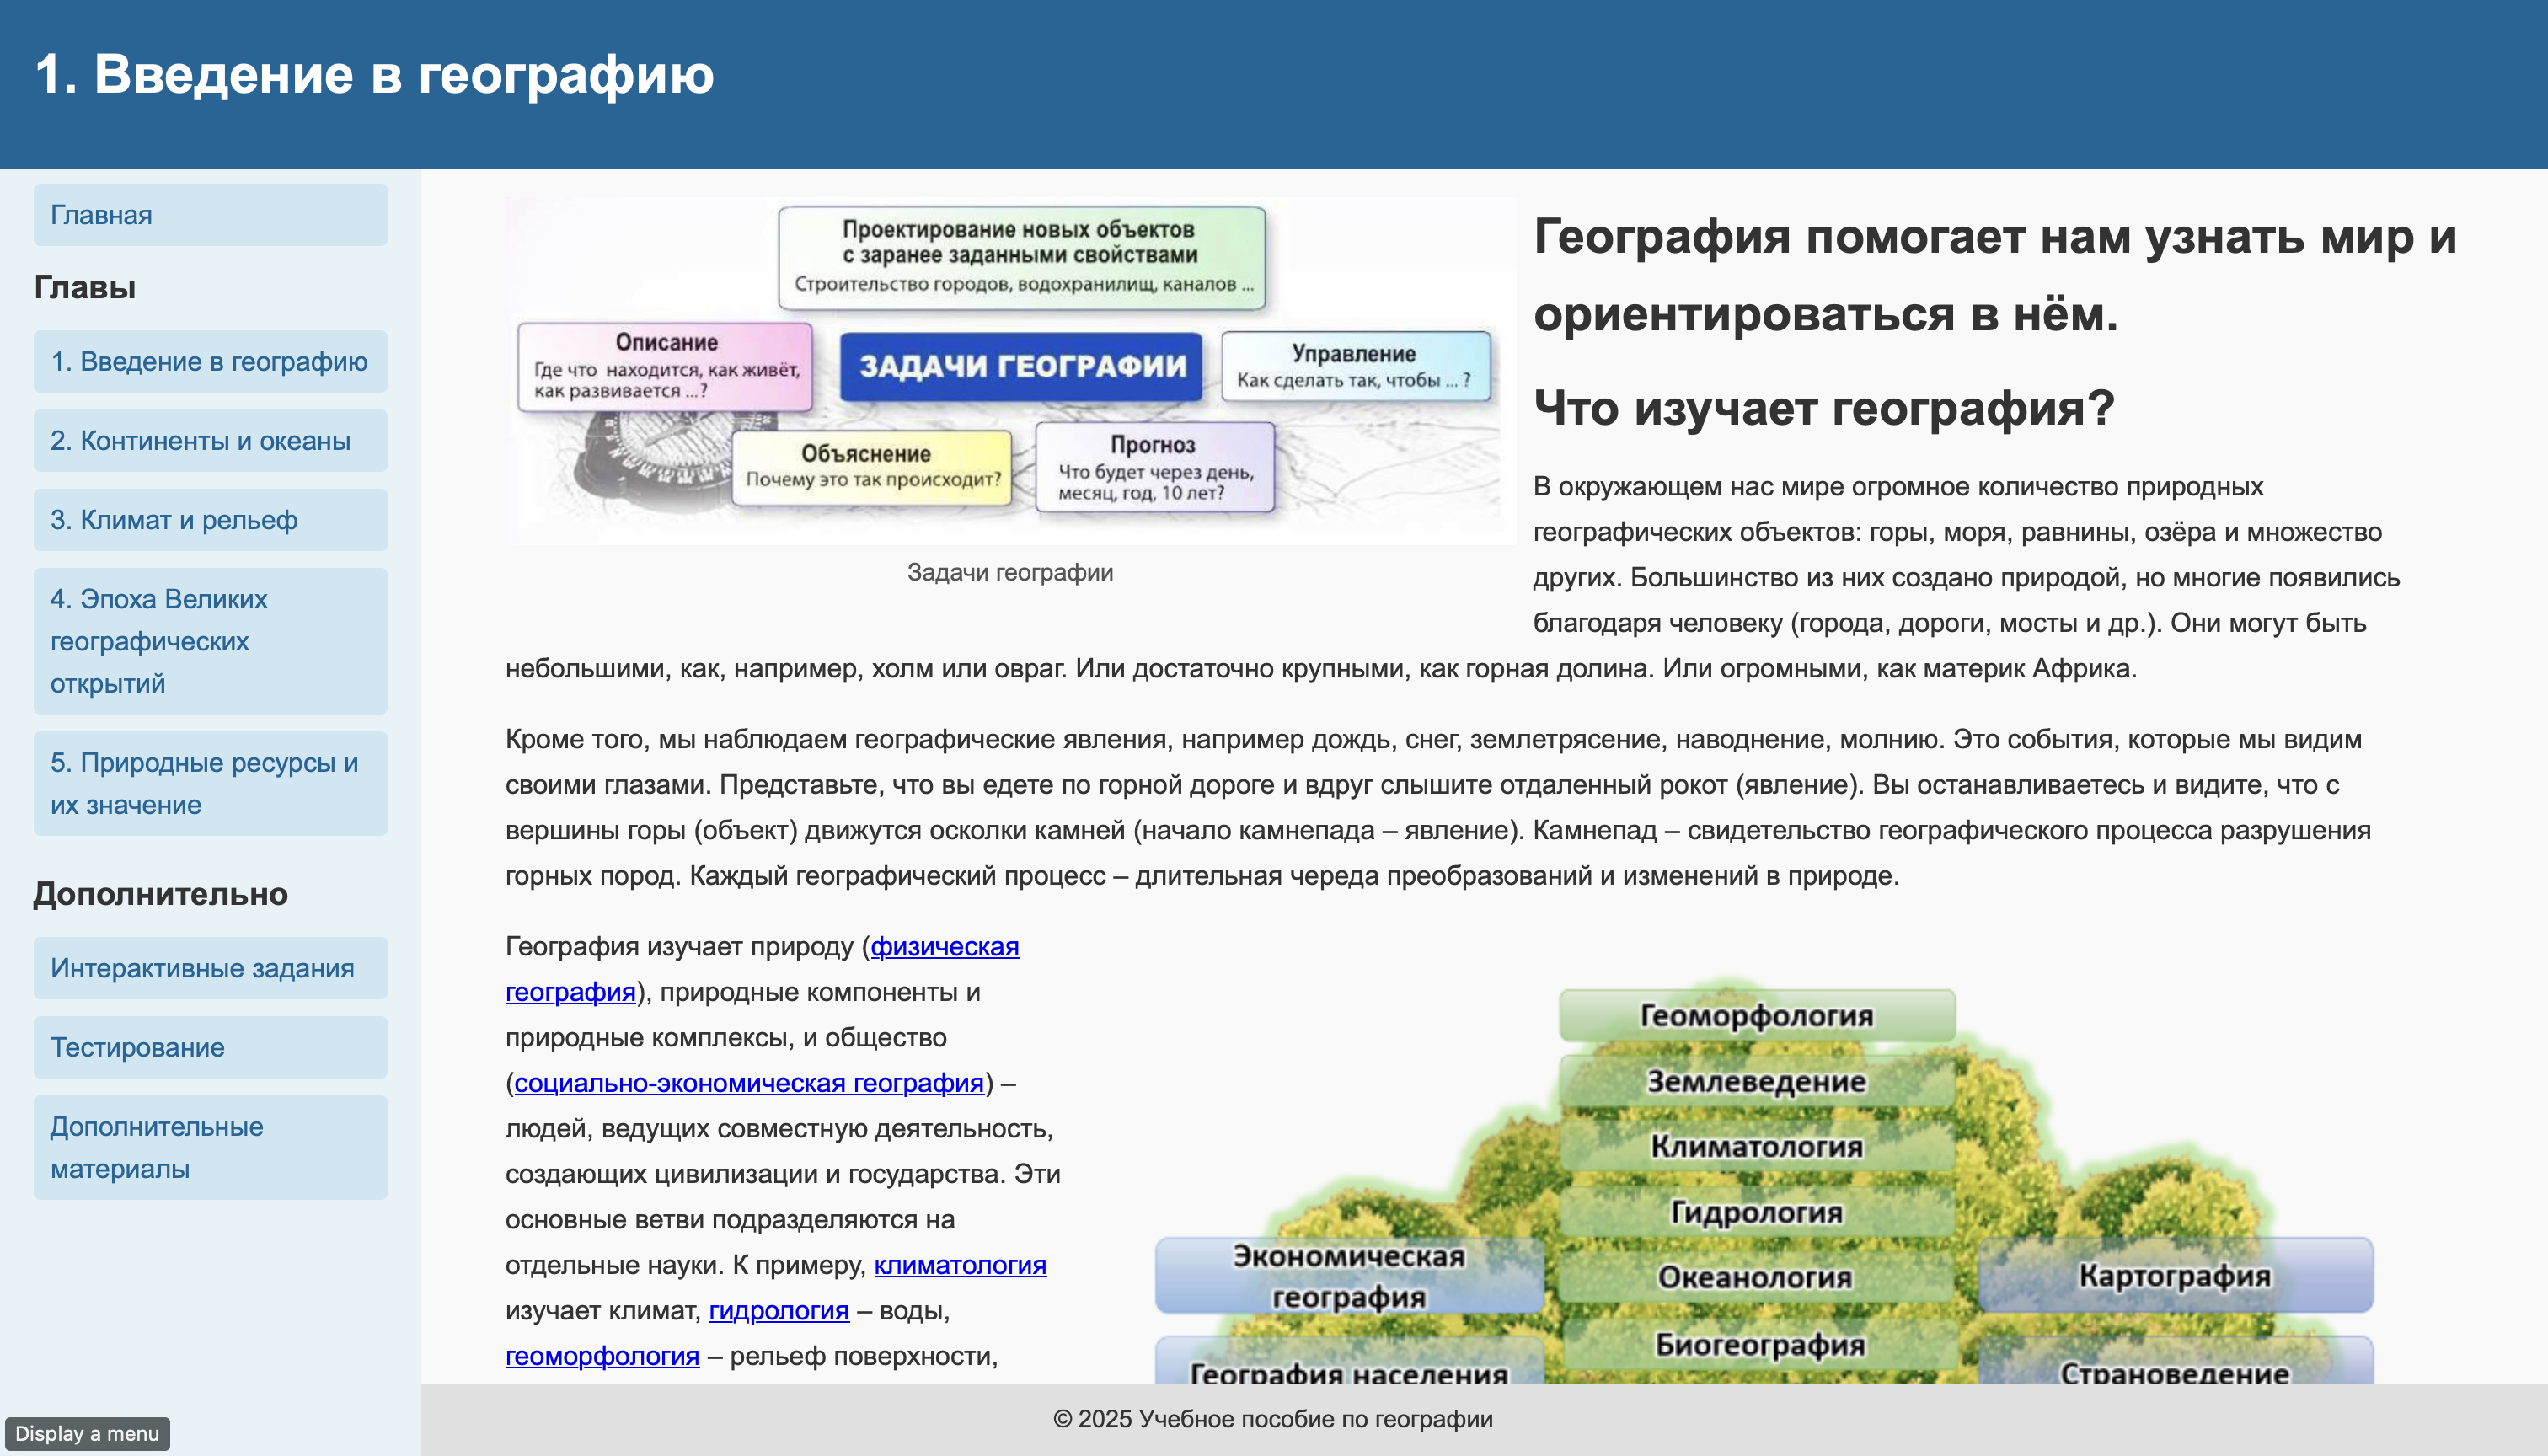 1. Введение в географию
Главная
Главы
1. Введение в географию
2. Континенты и океаны
3. Климат и рельеф
4. Эпоха Великих
географических
открытий
5. Природные ресурсы и
их значение
Дополнительно
Интерактивные задания
Тестирование
Дополнительные
материалы
Проектирование новых объектов
с заранее заданными свойствами
Строительство городов, водохранилищ, каналов ...
Описание
Где что находится, как живёт,
как развивается ...?
ЗАДАЧИ ГЕОГРАФИИ
Управление
Как сделать так, чтобы ... ?
Объяснение
Почему это так происходит?
Прогноз
Что будет через день,
месяц, год, 10 лет?
Задачи географии
География помогает нам узнать мир и
ориентироваться в нём.
Что изучает география?
В окружающем нас мире огромное количество природных
географических объектов: горы, моря, равнины, озёра и множество
других. Большинство из них создано природой, но многие появились
благодаря человеку (города, дороги, мосты и др.). Они могут быть
небольшими, как, например, холм или овраг. Или достаточно крупными, как горная долина. Или огромными, как материк Африка.
Кроме того, мы наблюдаем географические явления, например дождь, снег, землетрясение, наводнение, молнию. Это события, которые мы видим
своими глазами. Представьте, что вы едете по горной дороге и вдруг слышите отдаленный рокот (явление). Вы останавливаетесь и видите, что с
вершины горы (объект) движутся осколки камней (начало камнепада – явление). Камнепад – свидетельство географического процесса разрушения
горных пород. Каждый географический процесс – длительная череда преобразований и изменений в природе.
География изучает природу (физическая
география), природные компоненты и
природные комплексы, и общество
(социально-экономическая география) –
людей, ведущих совместную деятельность,
создающих цивилизации и государства. Эти
основные ветви подразделяются на
отдельные науки. К примеру, климатология
изучает климат, гидрология – воды,
геоморфология – рельеф поверхности,
Геоморфология
Землеведение
Климатология
Гидрология
Океанология
Биогеография
Экономическая
география
География населения
Картография
Страноведение
© 2025 Учебное пособие по географии
Display a menu